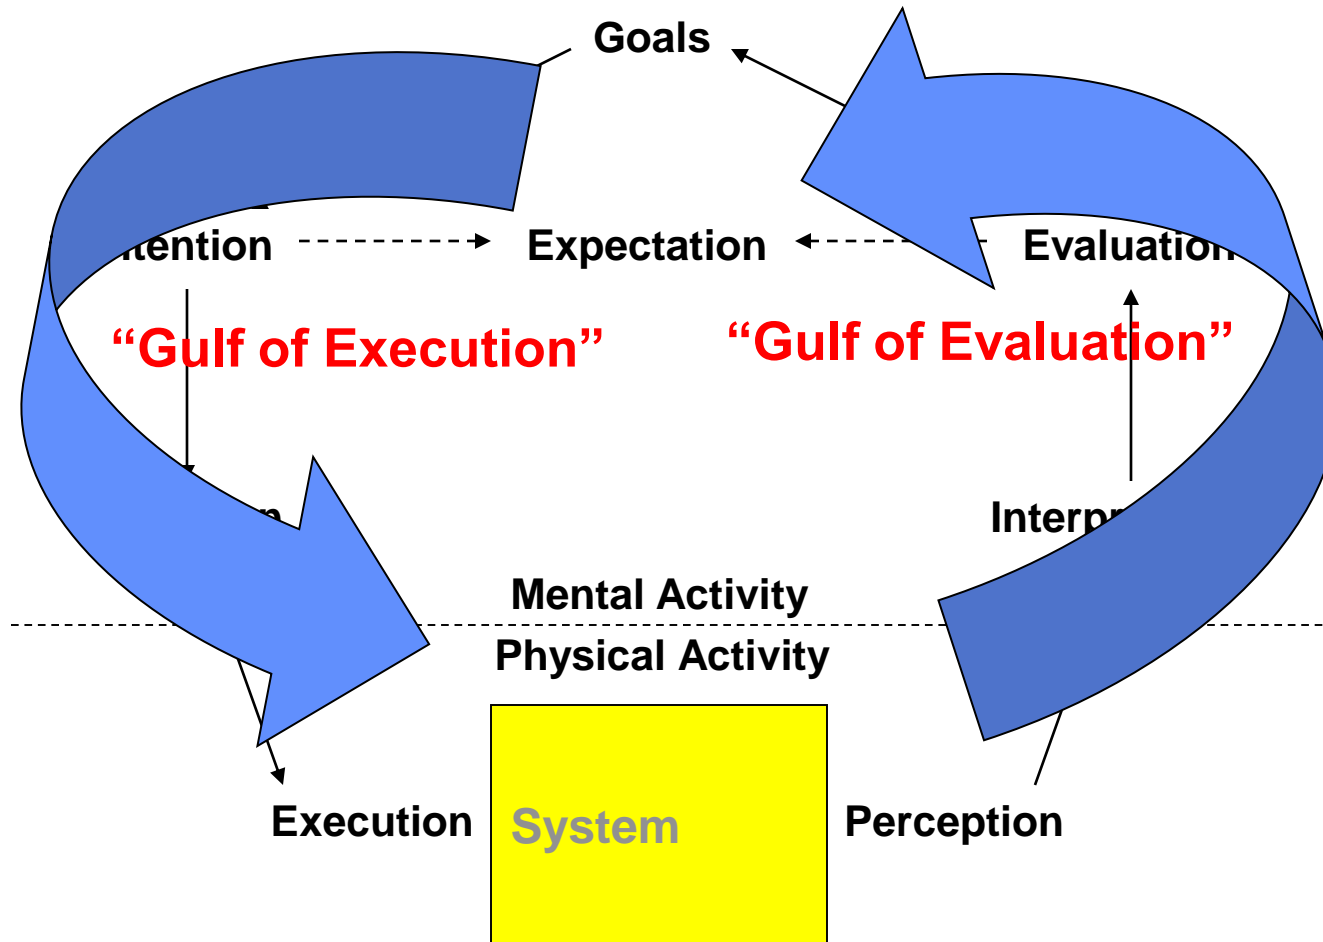 Goals
Expectation
Evaluation
“Gulf of Execution”
“Gulf of Evaluation”
Mental Activity
Physical Activity
Execution
System
Perception